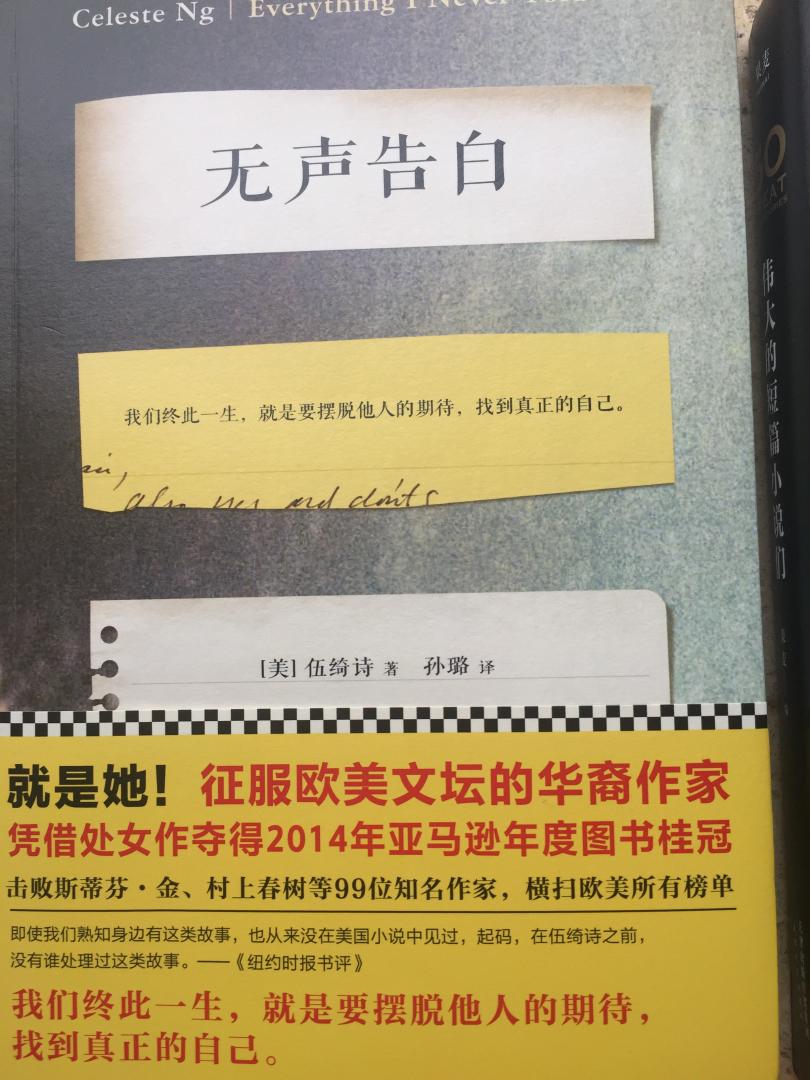 Celeste Ng | Everything I Never
无声告白
我们终此一生，就是要摆脱他人的期待，找到真正的自己。
also yes and don'ts
[美] 伍绮诗 著 孙璐 译
就是她！征服欧美文坛的华裔作家
凭借处女作夺得2014年亚马逊年度图书桂冠
击败斯蒂芬·金、村上春树等99位知名作家，横扫欧美所有榜单
即使我们熟知身边有这类故事，也从来没在美国小说中见过，起码，在伍绮诗之前，
没有谁处理过这类故事。——《纽约时报书评》
我们终此一生，就是要摆脱他人的期待，
找到真正的自己。
伟大的短篇小说们